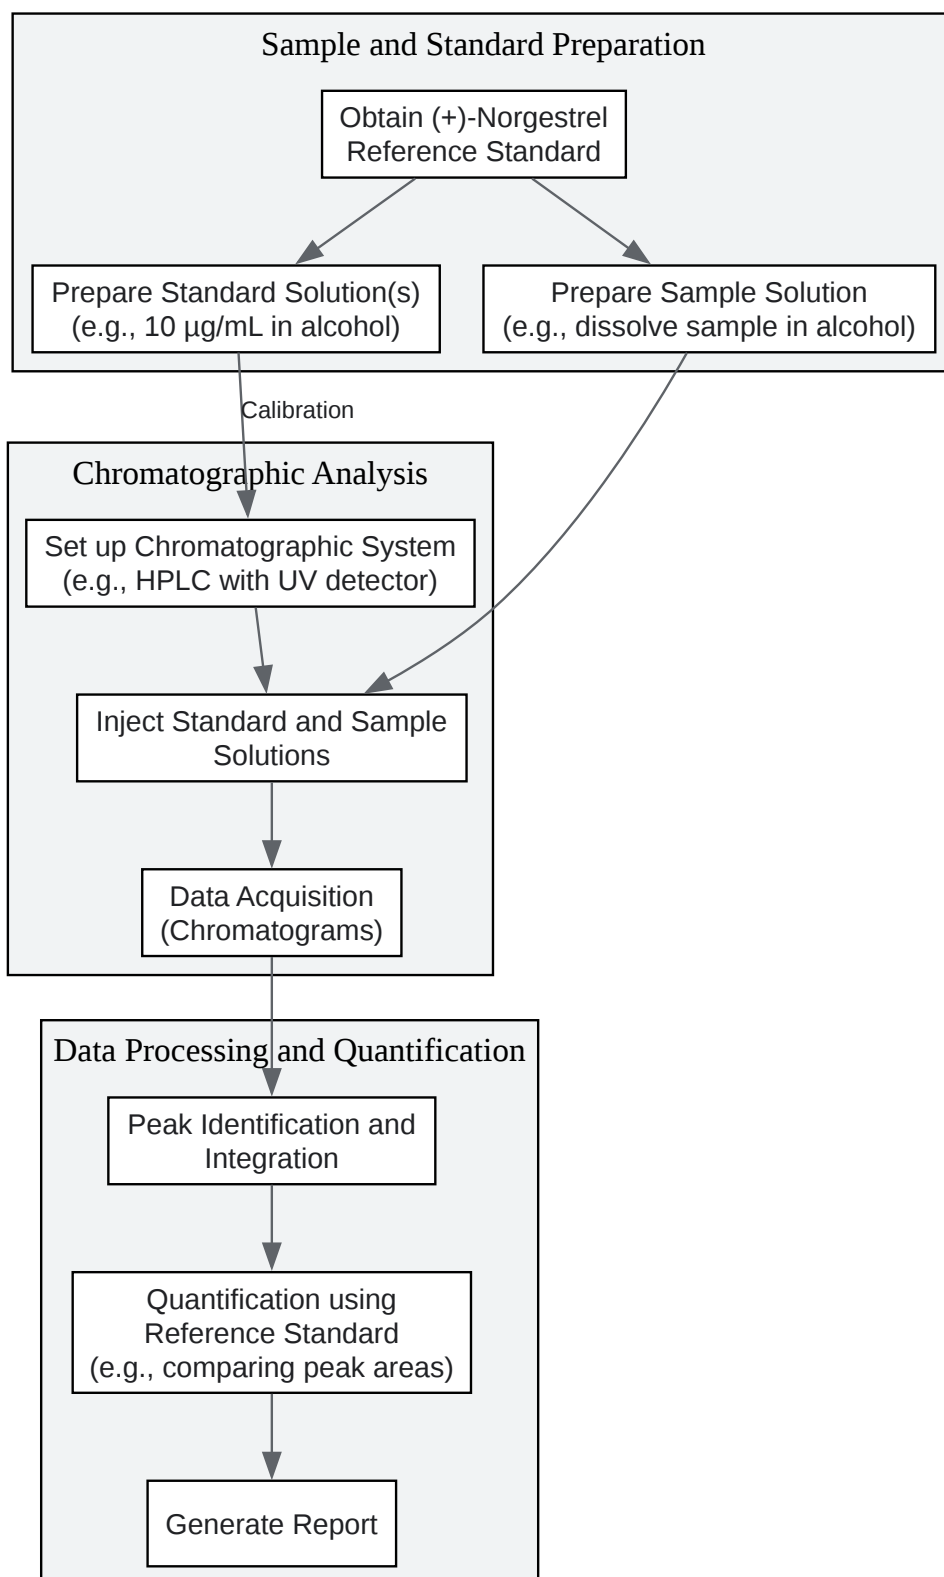 Sample and Standard Preparation
Obtain (+)-Norgestrel
Reference Standard
Prepare Standard Solution(s)
(e.g., 10 µg/mL in alcohol)
Prepare Sample Solution
(e.g., dissolve sample in alcohol)
Calibration
Chromatographic Analysis
Set up Chromatographic System
(e.g., HPLC with UV detector)
Inject Standard and Sample
Solutions
Data Acquisition
(Chromatograms)
Data Processing and Quantification
Peak Identification and
Integration
Quantification using
Reference Standard
(e.g., comparing peak areas)
Generate Report